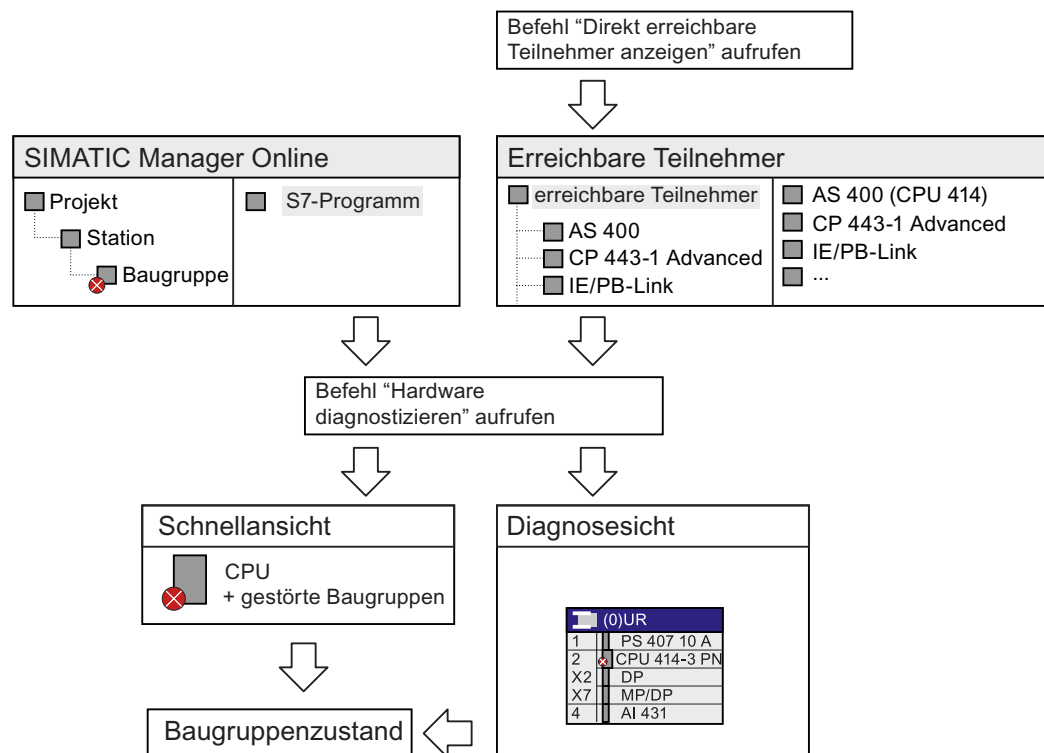 Befehl “Direkt erreichbare
Teilnehmer anzeigen” aufrufen
SIMATIC Manager Online
Projekt
Station
Baugruppe
S7-Programm
Erreichbare Teilnehmer
erreichbare Teilnehmer
AS 400
CP 443-1 Advanced
IE/PB-Link
AS 400 (CPU 414)
CP 443-1 Advanced
IE/PB-Link
...
Befehl “Hardware
diagnostizieren” aufrufen
Schnellansicht
CPU
+ gestörte Baugruppen
Diagnosesicht
(0)UR
1 PS 407 10 A
2 CPU 414-3 PN
X2 DP
X7 MP/DP
4 AI 431
Baugruppenzustand